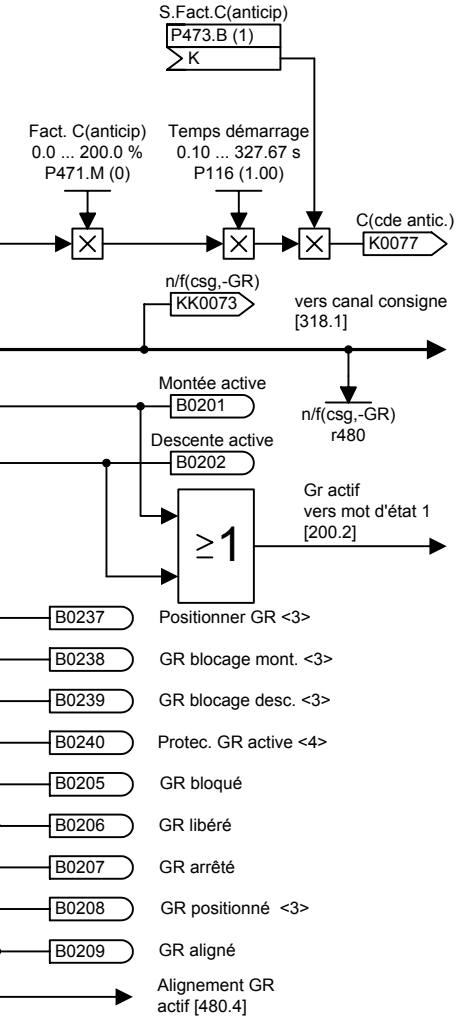 S.Fact.C(anticip)
P473.B (1)
K
Fact. C(anticip)
0.0 ... 200.0 %
P471.M (0)
Temps démarrage
0.10 ... 327.67 s
P116 (1.00)
C(cde antic.)
K0077
n/f(csg,-GR)
KK0073
vers canal consigne
[318.1]
Montée active
B0201
n/f(csg,-GR)
r480
Descente active
B0202
≥1
Gr actif
vers mot d'état 1
[200.2]
B0237 Positionner GR <3>
B0238 GR blocage mont. <3>
B0239 GR blocage desc. <3>
B0240 Protec. GR active <4>
B0205 GR bloqué
B0206 GR libéré
B0207 GR arrêté
B0208 GR positionné <3>
B0209 GR aligné
Alignement GR
actif [480.4]